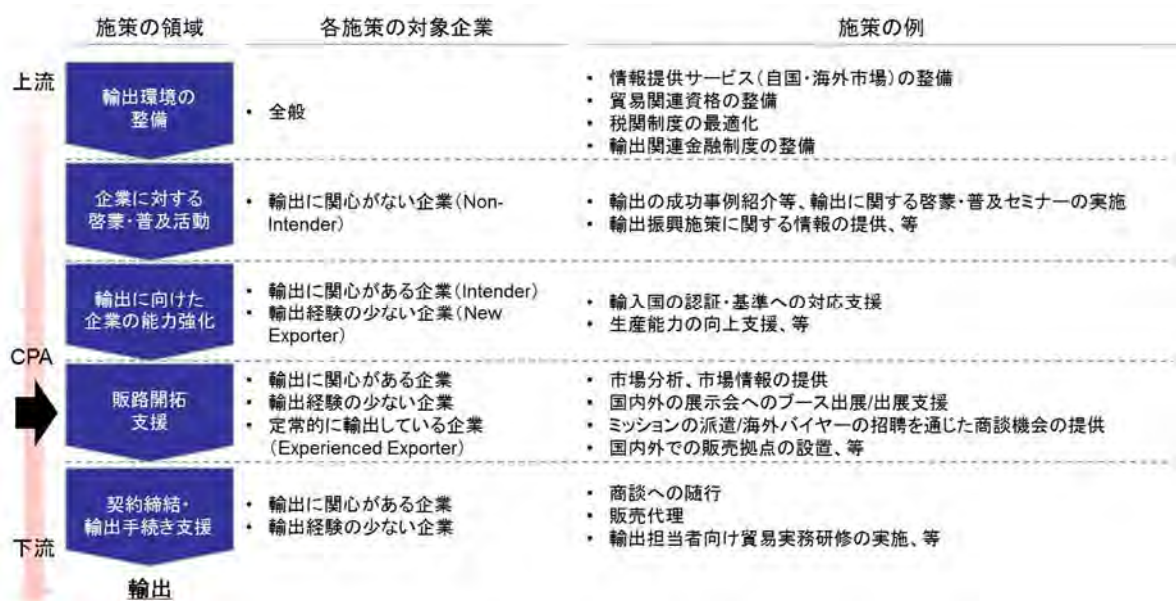 施策の領域
各施策の対象企業
施策の例
上流
輸出環境の
整備
• 全般
• 情報提供サービス(自国・海外市場)の整備
• 貿易関連資格の整備
• 税関制度の最適化
• 輸出関連金融制度の整備
企業に対する
啓蒙・普及活動
• 輸出に関心がない企業(Non-
Intender)
• 輸出の成功事例紹介等、輸出に関する啓蒙・普及セミナーの実施
• 輸出振興施策に関する情報の提供、等
輸出に向けた
企業の能力強化
• 輸出に関心がある企業(Intender)
• 輸出経験の少ない企業(New
Exporter)
• 輸入国の認証・基準への対応支援
• 生産能力の向上支援、等
CPA
販路開拓
支援
• 輸出に関心がある企業
• 輸出経験の少ない企業
• 定常的に輸出している企業
(Experienced Exporter)
• 市場分析、市場情報の提供
• 国内外の展示会へのブース出展/出展支援
• ミッションの派遣/海外バイヤーの招聘を通じた商談機会の提供
• 国内外での販売拠点の設置、等
契約締結・
輸出手続き支援
• 輸出に関心がある企業
• 輸出経験の少ない企業
• 商談への随行
• 販売代理
• 輸出担当者向け貿易実務研修の実施、等
下流
輸出